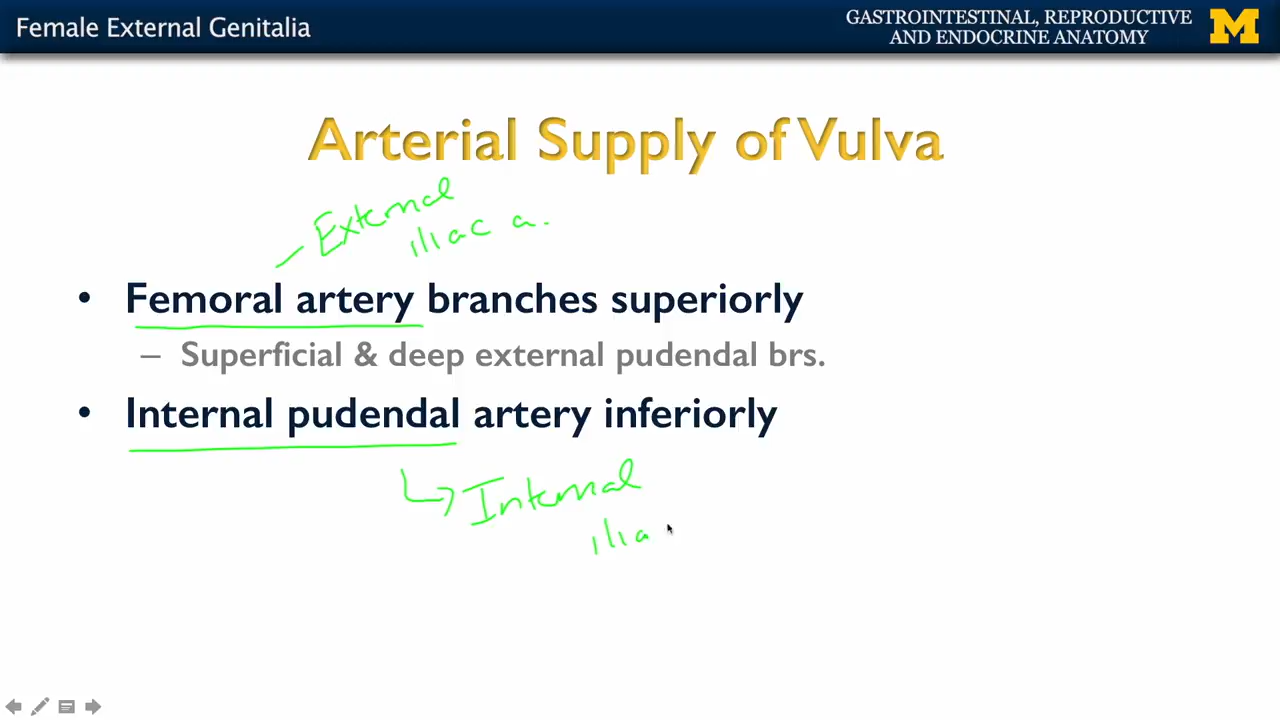 Female External Genitalia
GASTROINTESTINAL, REPRODUCTIVE
AND ENDOCRINE ANATOMY
M
Arterial Supply of Vulva
External
iliac a.
• Femoral artery branches superiorly
– Superficial & deep external pudendal brs.
• Internal pudendal artery inferiorly
Internal
ilia